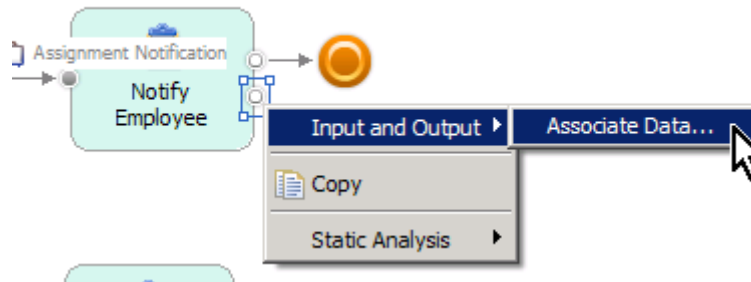 Assignment Notification
Notify
Employee
Input and Output
Associate Data...
Copy
Static Analysis